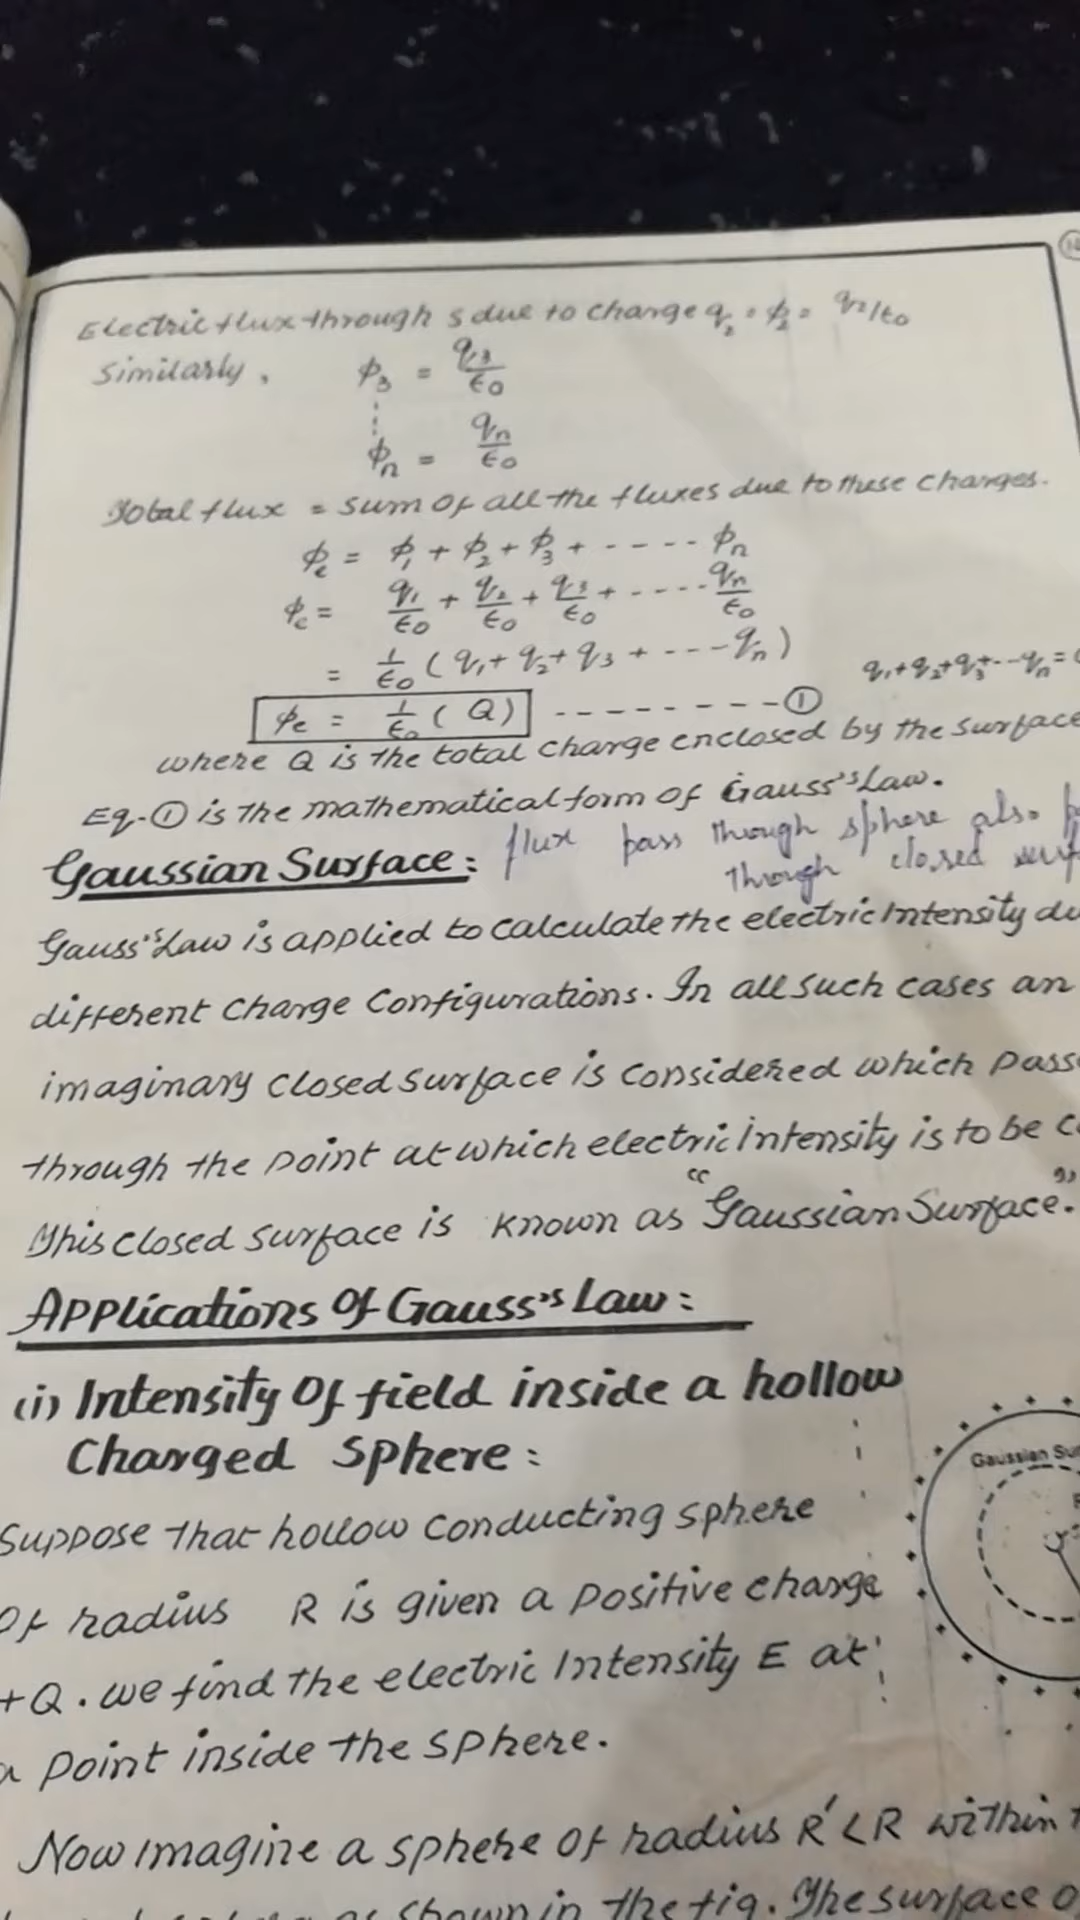 Electric flux through s due to charge q₂ = ϕ₂ = q₂/ε₀
Similarly, ϕ₃ = q₃/ε₀
⋮
ϕₙ = qₙ/ε₀
Total flux = sum of all the fluxes due to these charges.
ϕₑ = ϕ₁ + ϕ₂ + ϕ₃ + ---- ϕₙ
ϕₑ = q₁/ε₀ + q₂/ε₀ + q₃/ε₀ + ---- qₙ/ε₀
= 1/ε₀ (q₁ + q₂ + q₃ + --- qₙ)
q₁+q₂+q₃+--qₙ =
ϕₑ = 1/ε₀ (Q) -------- ①
where Q is the total charge enclosed by the surface
Eq-① is the mathematical form of Gauss's Law.
Gaussian Surface: flux pass through sphere also
through closed
Gauss's Law is applied to calculate the electric intensity
different charge configurations. In all such cases an
imaginary closed surface is considered which
through the point at which electric intensity is to be
This closed surface is known as "Gaussian Surface."
Applications Of Gauss's Law:
(i) Intensity Of field inside a hollow
Charged Sphere:
Gaussian
Suppose that hollow conducting sphere
Of radius R is given a positive charge
+Q. we find the electric Intensity E at
a point inside the sphere.
Now imagine a sphere of radius R'<R within
as shown in the fig. The surface